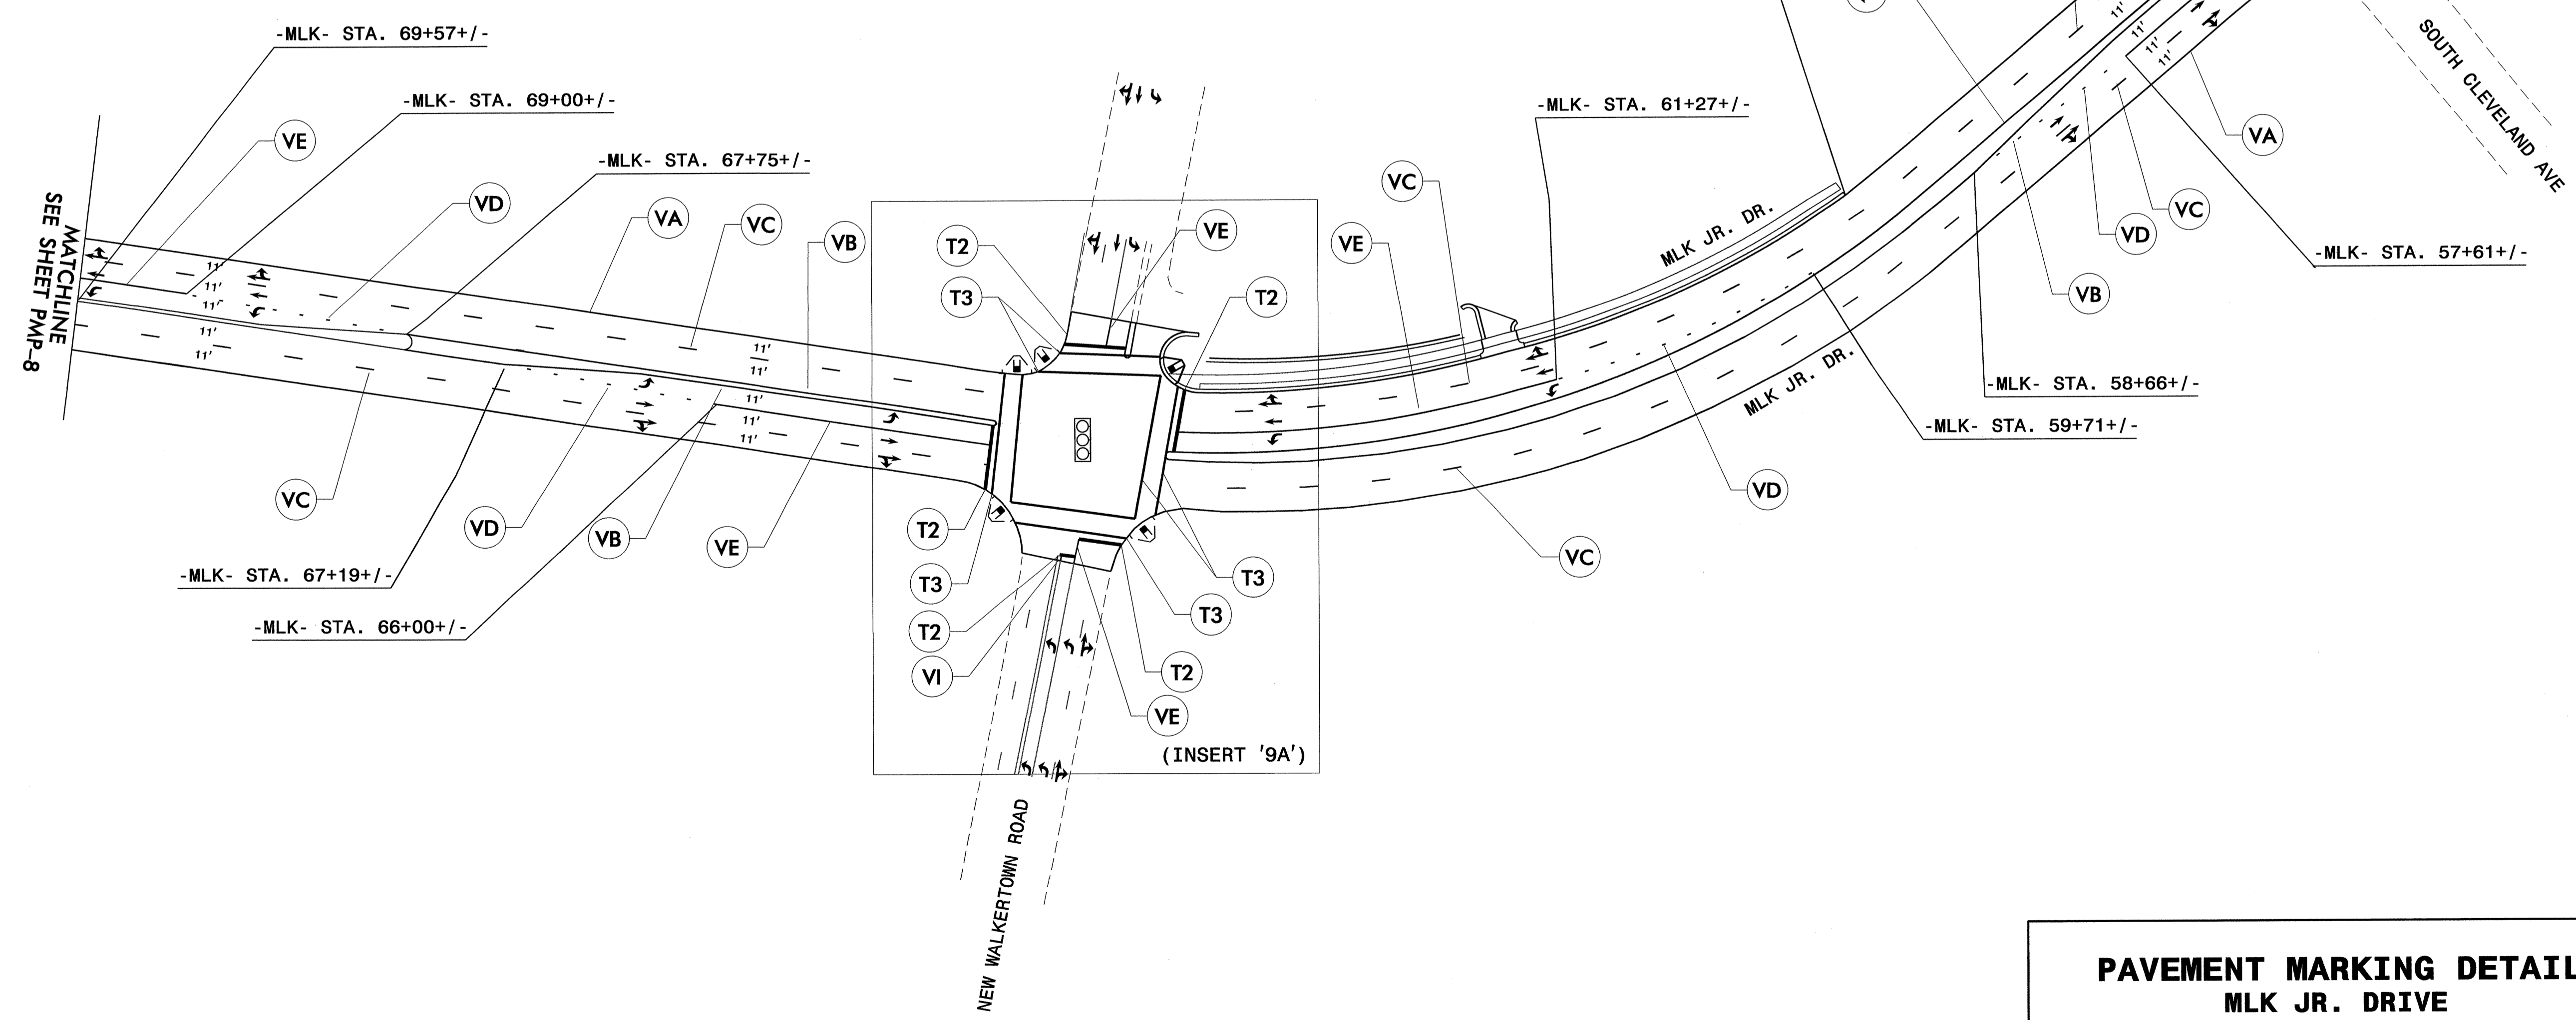 -MLK- STA. 69+57+/-
-MLK- STA. 69+00+/-
-MLK- STA. 67+75+/-
-MLK- STA. 61+27+/-
SOUTH CLEVELAND AVE
VE
VD
VA
VC
VB
T2
T3
VE
T2
VC
VE
MLK JR. DR.
VA
VC
VD
VB
-MLK- STA. 57+61+/-
-MLK- STA. 58+66+/-
-MLK- STA. 59+71+/-
MLK JR. DR.
MATCHLINE
SEE SHEET PMP-8
11'
11'
11'
11'
11'
11'
11'
11'
11'
11'
11'
11'
11'
11'
VC
VD
VB
VE
T2
T3
T2
VI
T3
T3
T2
VE
VC
VD
-MLK- STA. 67+19+/-
-MLK- STA. 66+00+/-
(INSERT '9A')
NEW WALKERTOWN ROAD
PAVEMENT MARKING DETAIL
MLK JR. DRIVE